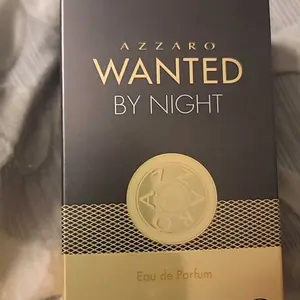 AZZARO
WANTED
BY NIGHT
Eau de Parfum